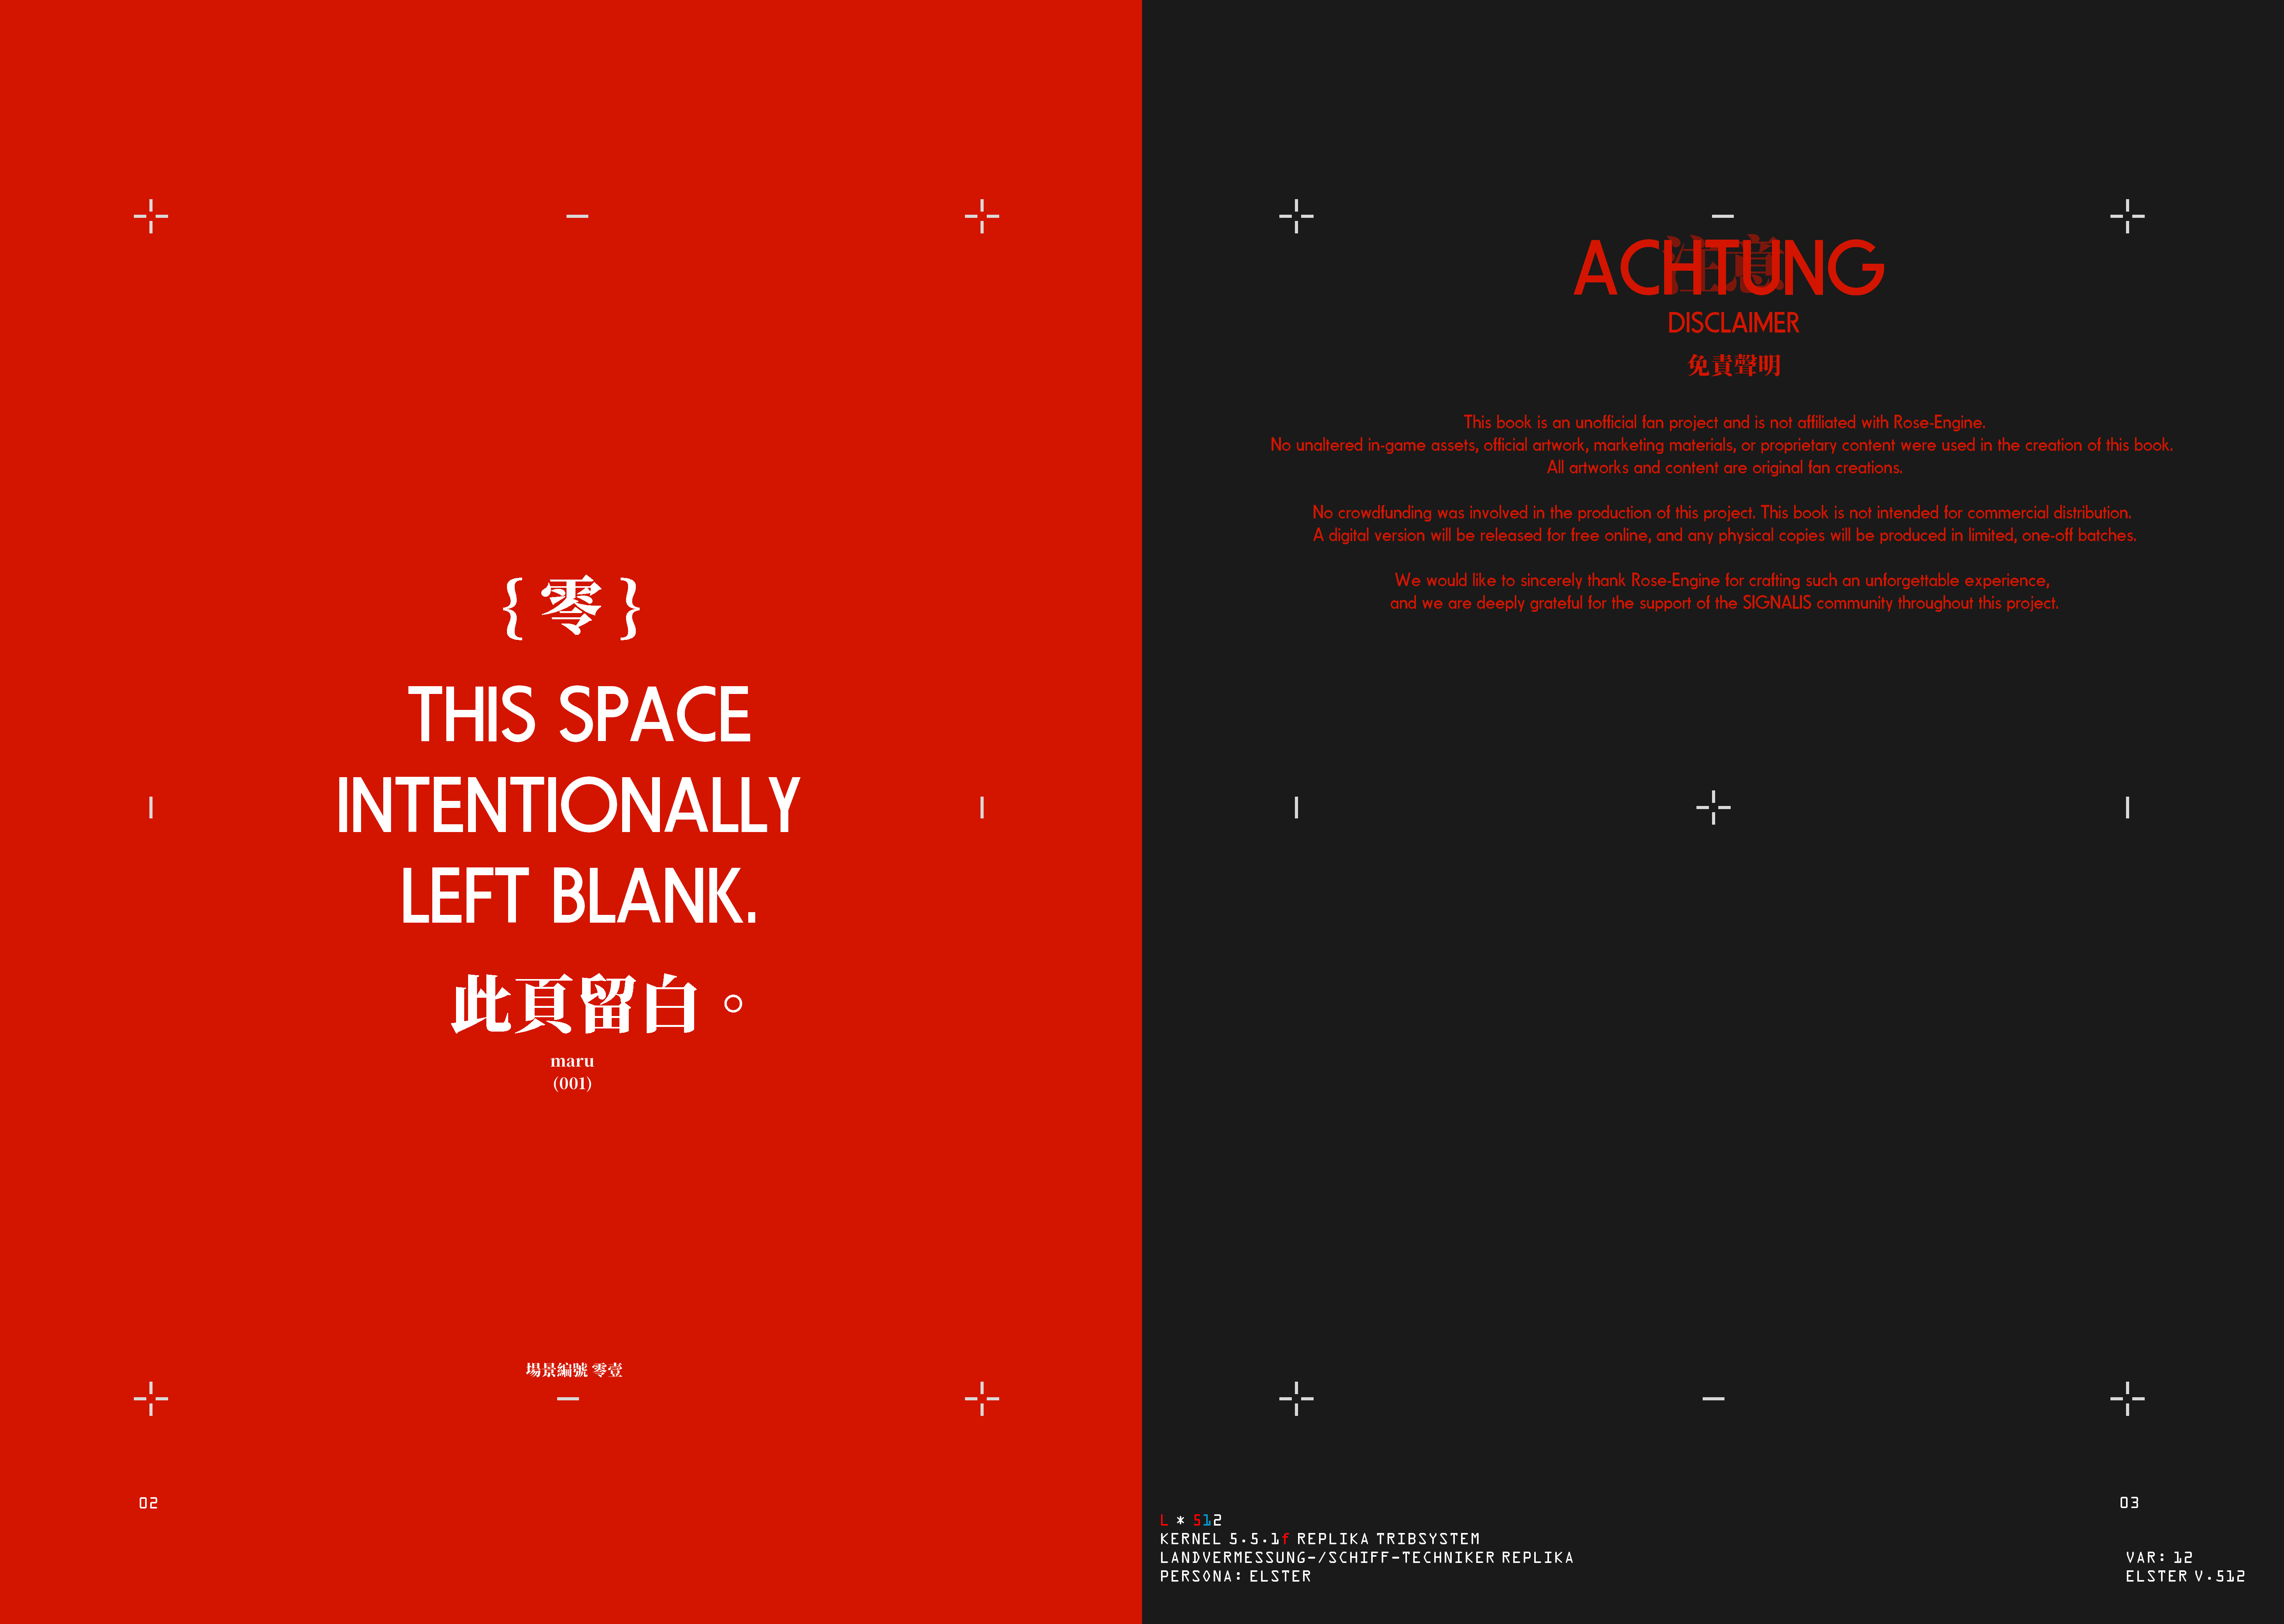 { 零 }
THIS SPACE
INTENTIONALLY
LEFT BLANK.
此頁留白。
maru
(001)
場景編號 零壹
02
ACHTUNG
注意
DISCLAIMER
免責聲明
This book is an unofficial fan project and is not affiliated with Rose-Engine.
No unaltered in-game assets, official artwork, marketing materials, or proprietary content were used in the creation of this book.
All artworks and content are original fan creations.
No crowdfunding was involved in the production of this project. This book is not intended for commercial distribution.
A digital version will be released for free online, and any physical copies will be produced in limited, one-off batches.
We would like to sincerely thank Rose-Engine for crafting such an unforgettable experience,
and we are deeply grateful for the support of the SIGNALIS community throughout this project.
03
L * 512
KERNEL 5.5.1f REPLIKA TRIBSYSTEM
LANDVERMESSUNG-/SCHIFF-TECHNIKER REPLIKA
PERSONA: ELSTER
VAR: 12
ELSTER V.512